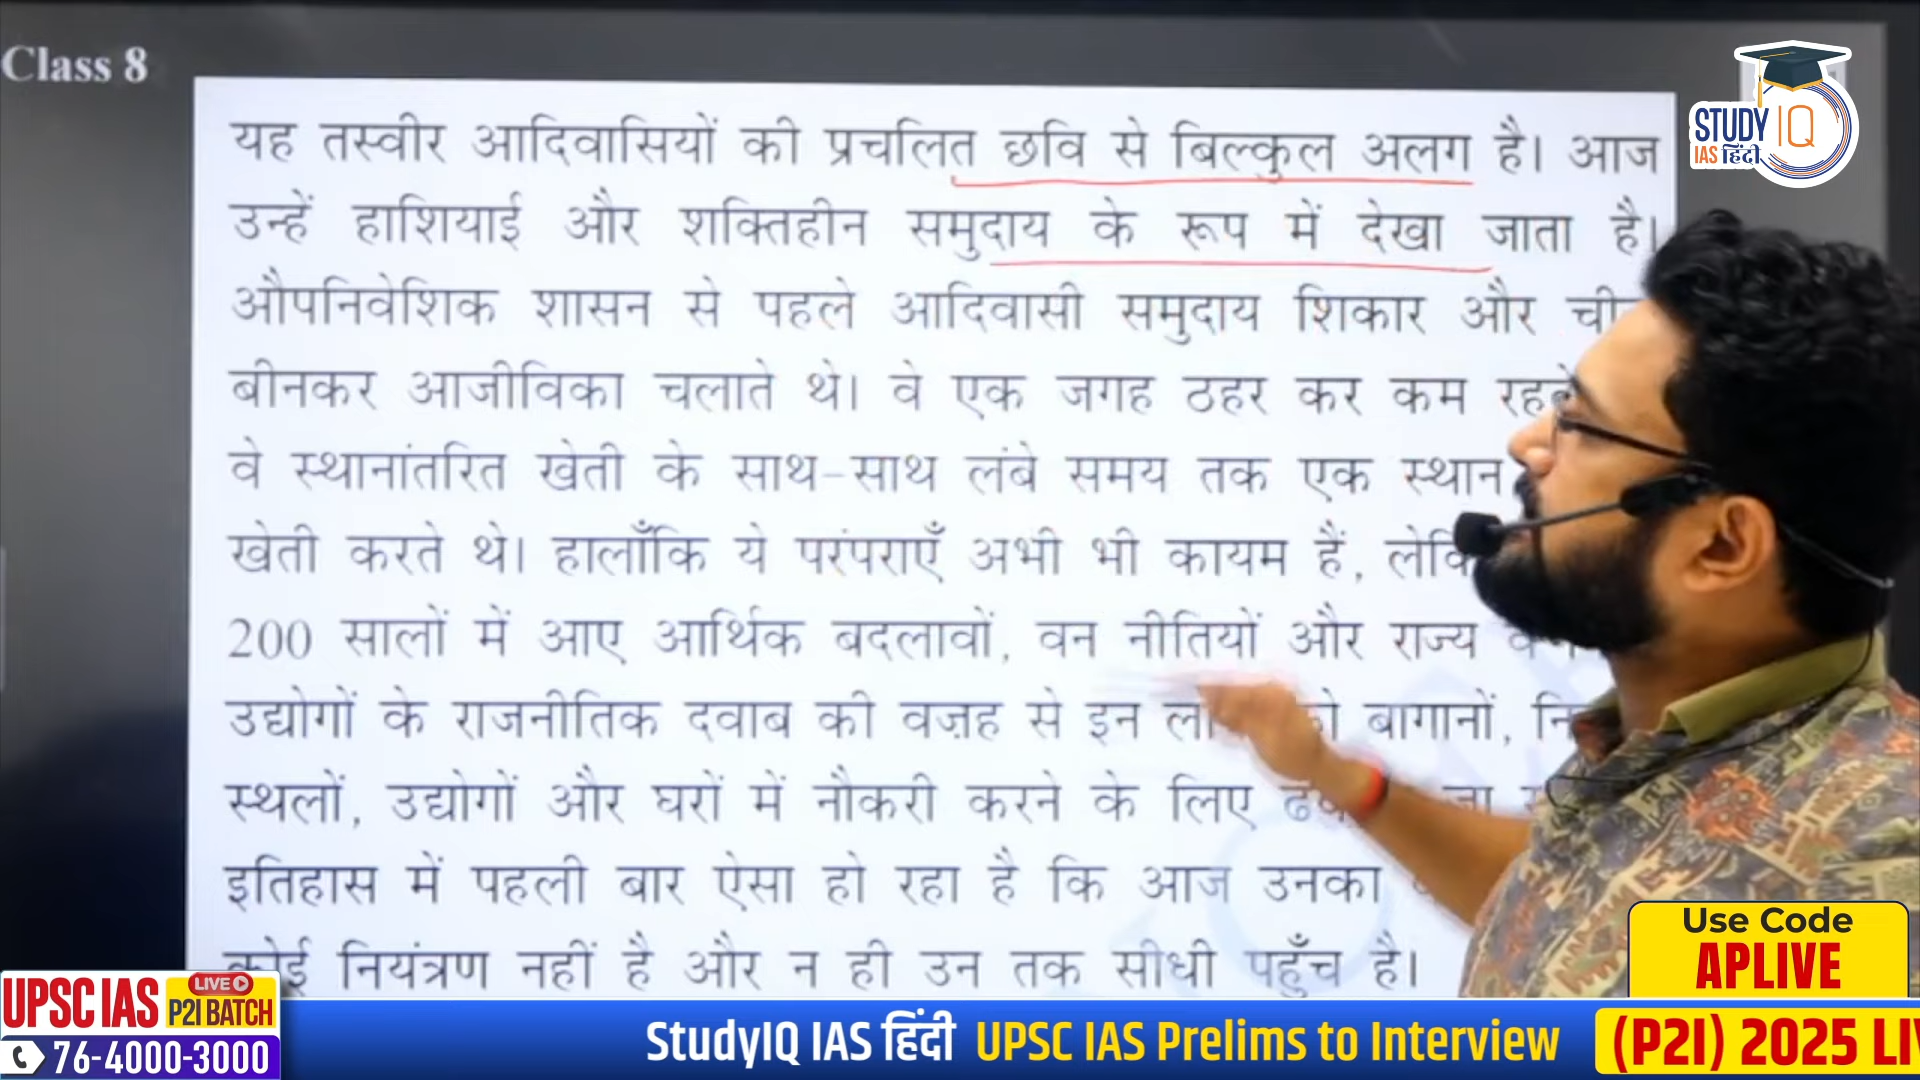 Class 8
STUDY IQ
IAS हिंदी
यह तस्वीर आदिवासियों की प्रचलित छवि से बिल्कुल अलग है। आज
उन्हें हाशियाई और शक्तिहीन समुदाय के रूप में देखा जाता है।
औपनिवेशिक शासन से पहले आदिवासी समुदाय शिकार और
बीनकर आजीविका चलाते थे। वे एक जगह ठहर कर कम
वे स्थानांतरित खेती के साथ-साथ लंबे समय तक एक स्थान
खेती करते थे। हालाँकि ये परंपराएँ अभी भी कायम हैं,
200 सालों में आए आर्थिक बदलावों, वन नीतियों और राज्य
उद्योगों के राजनीतिक दवाब की वज़ह से इन बागानों,
स्थलों, उद्योगों और घरों में नौकरी करने के लिए
इतिहास में पहली बार ऐसा हो रहा है कि आज उनका
कोई नियंत्रण नहीं है और न ही उन तक सीधी पहुँच है।
Use Code
APLIVE
UPSC IAS LIVE P2I BATCH
76-4000-3000
StudyIQ IAS हिंदी UPSC IAS Prelims to Interview (P2I) 2025 LI